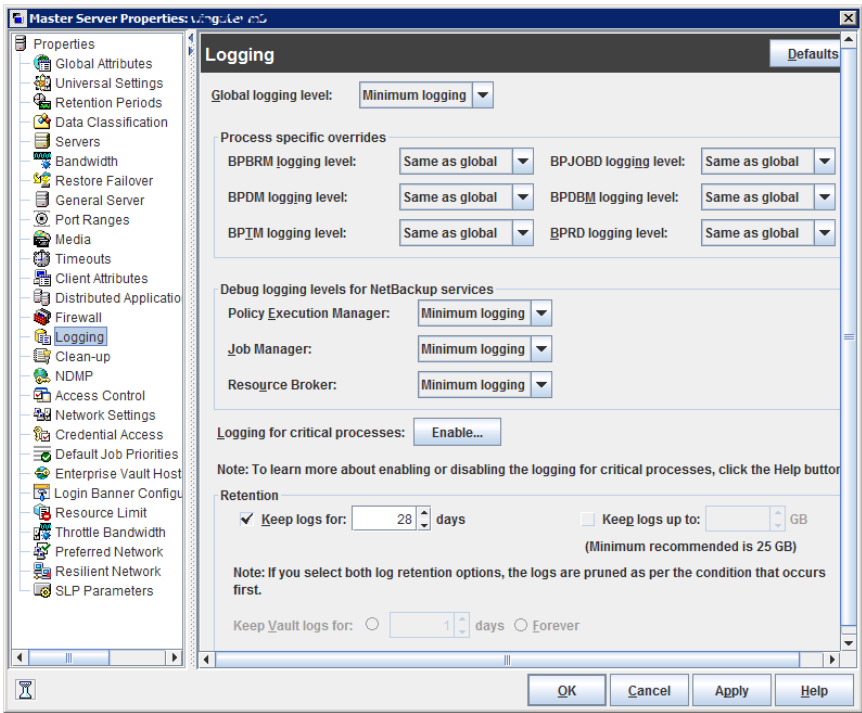 Master Server Properties:
Properties
Global Attributes
Universal Settings
Retention Periods
Data Classification
Servers
Bandwidth
Restore Failover
General Server
Port Ranges
Media
Timeouts
Client Attributes
Distributed Applicatio
Firewall
Logging
Clean-up
NDMP
Access Control
Network Settings
Credential Access
Default Job Priorities
Enterprise Vault Host
Login Banner Configu
Resource Limit
Throttle Bandwidth
Preferred Network
Resilient Network
SLP Parameters
Logging Defaults
Global logging level: Minimum logging
Process specific overrides
BPBRM logging level: Same as global BPJOBD logging level: Same as global
BPDM logging level: Same as global BPDBM logging level: Same as global
BPTM logging level: Same as global BPRD logging level: Same as global
Debug logging levels for NetBackup services
Policy Execution Manager: Minimum logging
Job Manager: Minimum logging
Resource Broker: Minimum logging
Logging for critical processes: Enable...
Note: To learn more about enabling or disabling the logging for critical processes, click the Help button
Retention
Keep logs for: 28 days Keep logs up to: GB
(Minimum recommended is 25 GB)
Note: If you select both log retention options, the logs are pruned as per the condition that occurs
first.
Keep Vault logs for: 1 days Forever
OK Cancel Apply Help